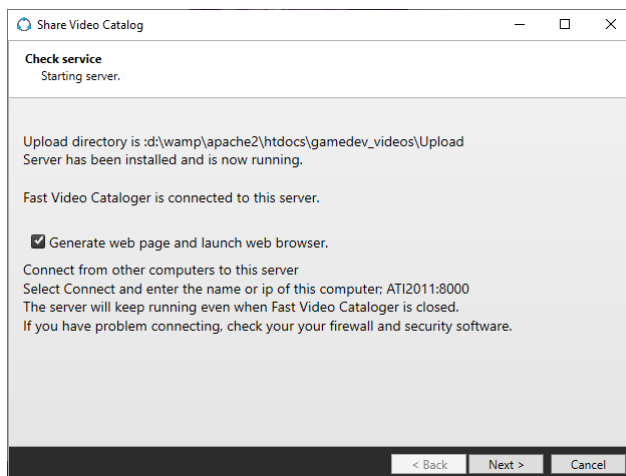 Share Video Catalog
Check service
Starting server.
Upload directory is :d:\wamp\apache2\htdocs\gamedev_videos\Upload
Server has been installed and is now running.
Fast Video Cataloger is connected to this server.
Generate web page and launch web browser.
Connect from other computers to this server
Select Connect and enter the name or ip of this computer; ATI2011:8000
The server will keep running even when Fast Video Cataloger is closed.
If you have problem connecting, check your your firewall and security software.
< Back Next > Cancel